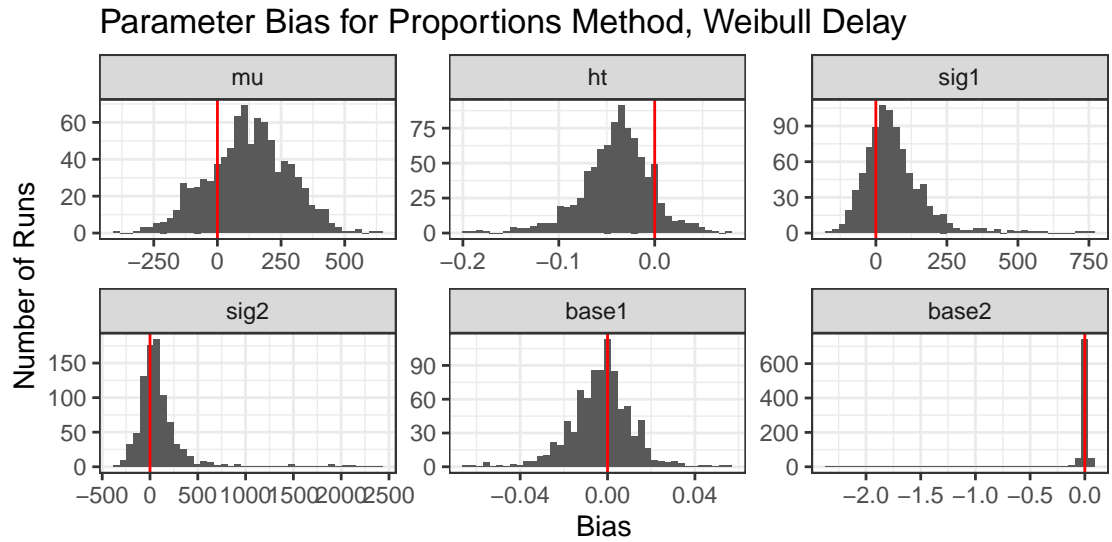 Parameter Bias for Proportions Method, Weibull Delay
mu
ht
sig1
60
40
20
0
−250 0 250 500
75
50
25
0
−0.2 −0.1 0.0
90
60
30
0
0 250 500 750
Number of Runs
sig2
base1
base2
150
100
50
0
−500 0 500 1000 1500 2000 2500
90
60
30
0
−0.04 0.00 0.04
600
400
200
0
−2.0 −1.5 −1.0 −0.5 0.0
Bias